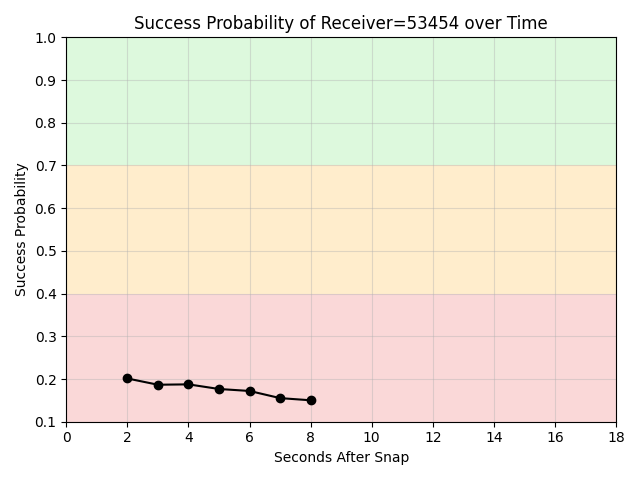 Success Probability of Receiver=53454 over Time
1.0
0.9
0.8
0.7
0.6
0.5
0.4
0.3
0.2
0.1
Success Probability
0 2 4 6 8 10 12 14 16 18
Seconds After Snap